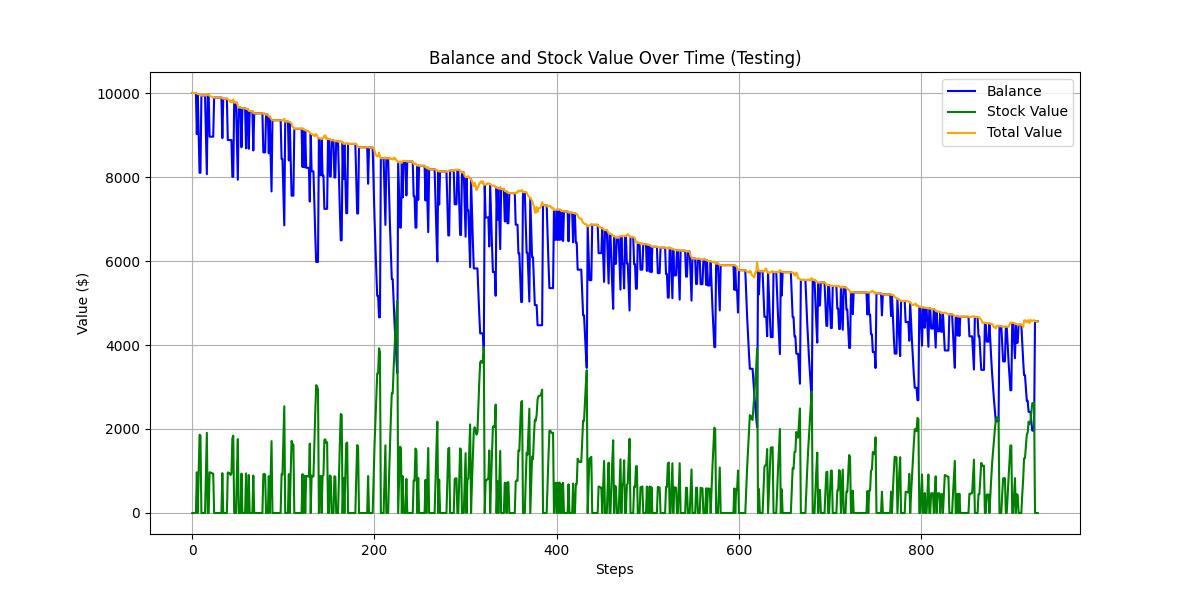 Balance and Stock Value Over Time (Testing)
Balance
Stock Value
Total Value
Value ($)
10000
8000
6000
4000
2000
0
0 200 400 600 800
Steps